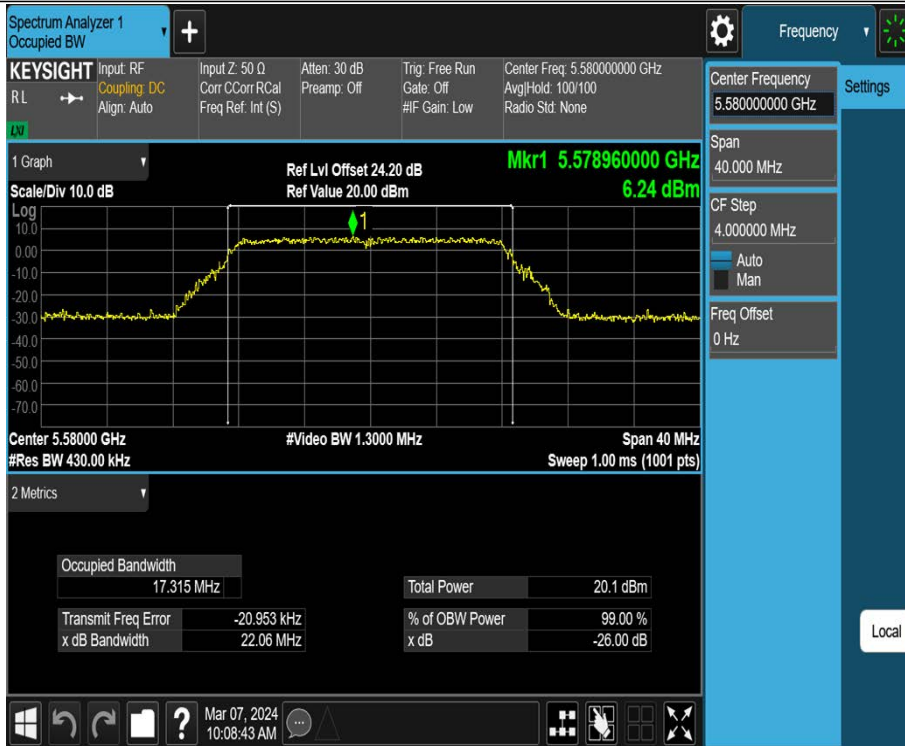 Spectrum Analyzer 1
Occupied BW
+
Frequency
KEYSIGHT
R L
LXI
Input: RF
Coupling: DC
Align: Auto
Input Z: 50 Ω
Corr CCorr RCal
Freq Ref: Int (S)
Atten: 30 dB
Preamp: Off
Trig: Free Run
Gate: Off
#IF Gain: Low
Center Freq: 5.580000000 GHz
Avg|Hold: 100/100
Radio Std: None
Center Frequency
5.580000000 GHz
Settings
Span
40.000 MHz
CF Step
4.000000 MHz
Auto
Man
Freq Offset
0 Hz
1 Graph
Scale/Div 10.0 dB
Ref Lvl Offset 24.20 dB
Ref Value 20.00 dBm
Mkr1 5.578960000 GHz
6.24 dBm
Log
10.0
0.00
-10.0
-20.0
-30.0
-40.0
-50.0
-60.0
-70.0
1
Center 5.58000 GHz
#Res BW 430.00 kHz
#Video BW 1.3000 MHz
Span 40 MHz
Sweep 1.00 ms (1001 pts)
2 Metrics
Occupied Bandwidth
17.315 MHz
Transmit Freq Error -20.953 kHz
x dB Bandwidth 22.06 MHz
Total Power 20.1 dBm
% of OBW Power 99.00 %
x dB -26.00 dB
Local
?
Mar 07, 2024
10:08:43 AM